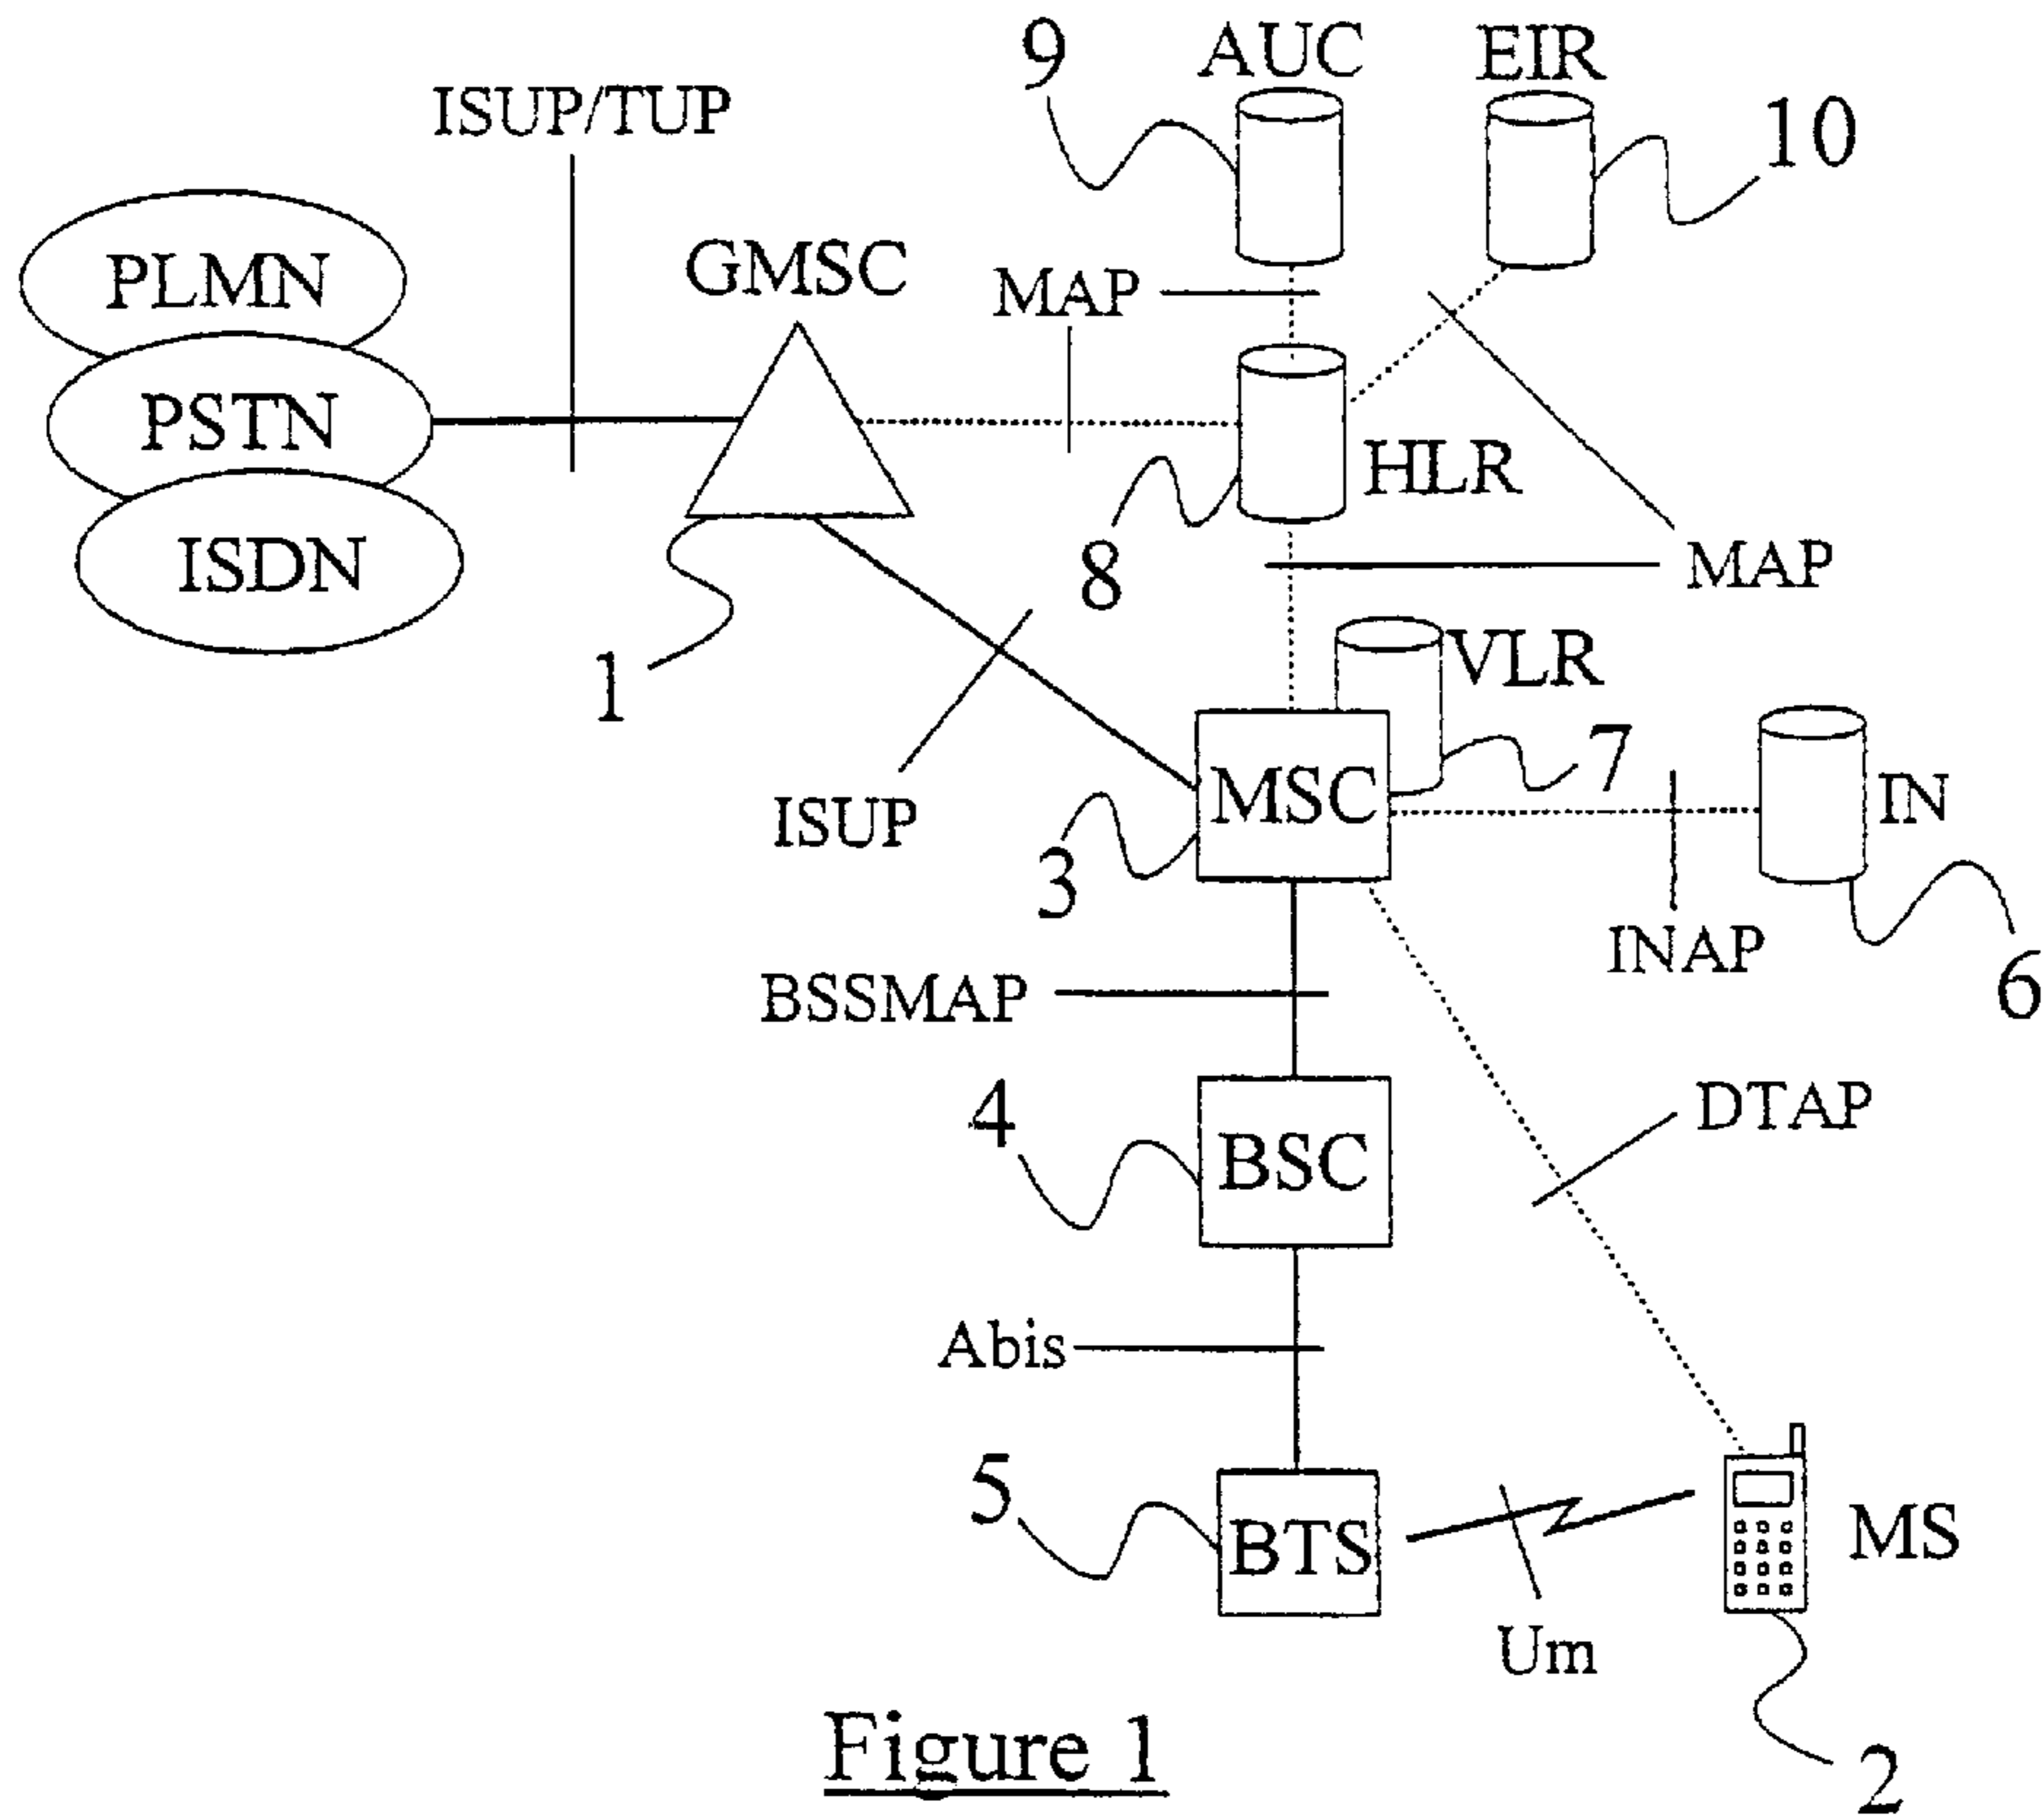 9
AUC
EIR
10
ISUP/TUP
PLMN
PSTN
ISDN
GMSC
MAP
HLR
8
MAP
1
VLR
7
ISUP
MSC
3
IN
INAP
6
BSSMAP
4
BSC
DTAP
Abis
5
BTS
MS
Um
2
Figure 1